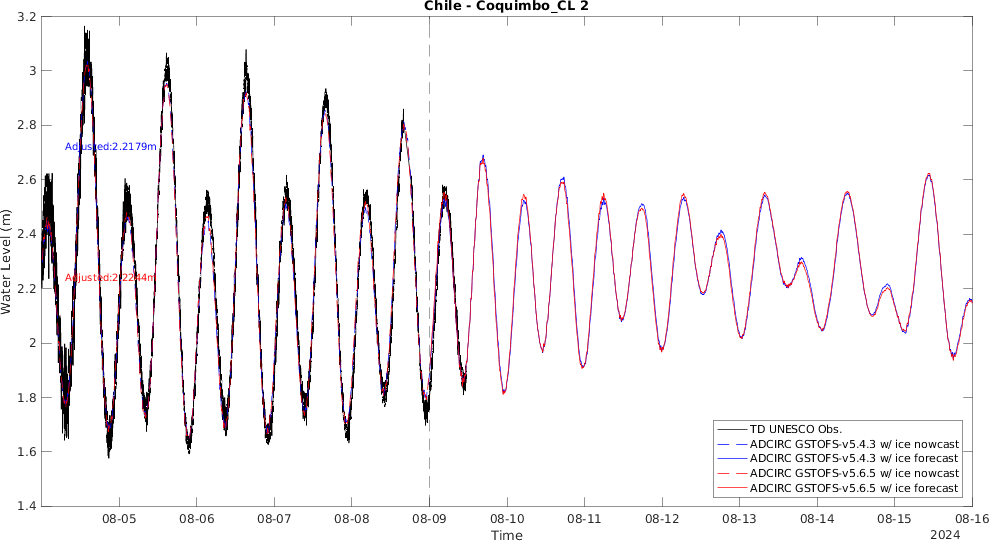 Chile - Coquimbo_CL 2
3.2
3
2.8
2.6
2.4
2.2
2
1.8
1.6
1.4
Water Level (m)
Adjusted:2.2179m
Adjusted:2.2244m
TD UNESCO Obs.
ADCIRC GSTOFS-v5.4.3 w/ ice nowcast
ADCIRC GSTOFS-v5.4.3 w/ ice forecast
ADCIRC GSTOFS-v5.6.5 w/ ice nowcast
ADCIRC GSTOFS-v5.6.5 w/ ice forecast
08-05 08-06 08-07 08-08 08-09 08-10 08-11 08-12 08-13 08-14 08-15 08-16
Time
2024